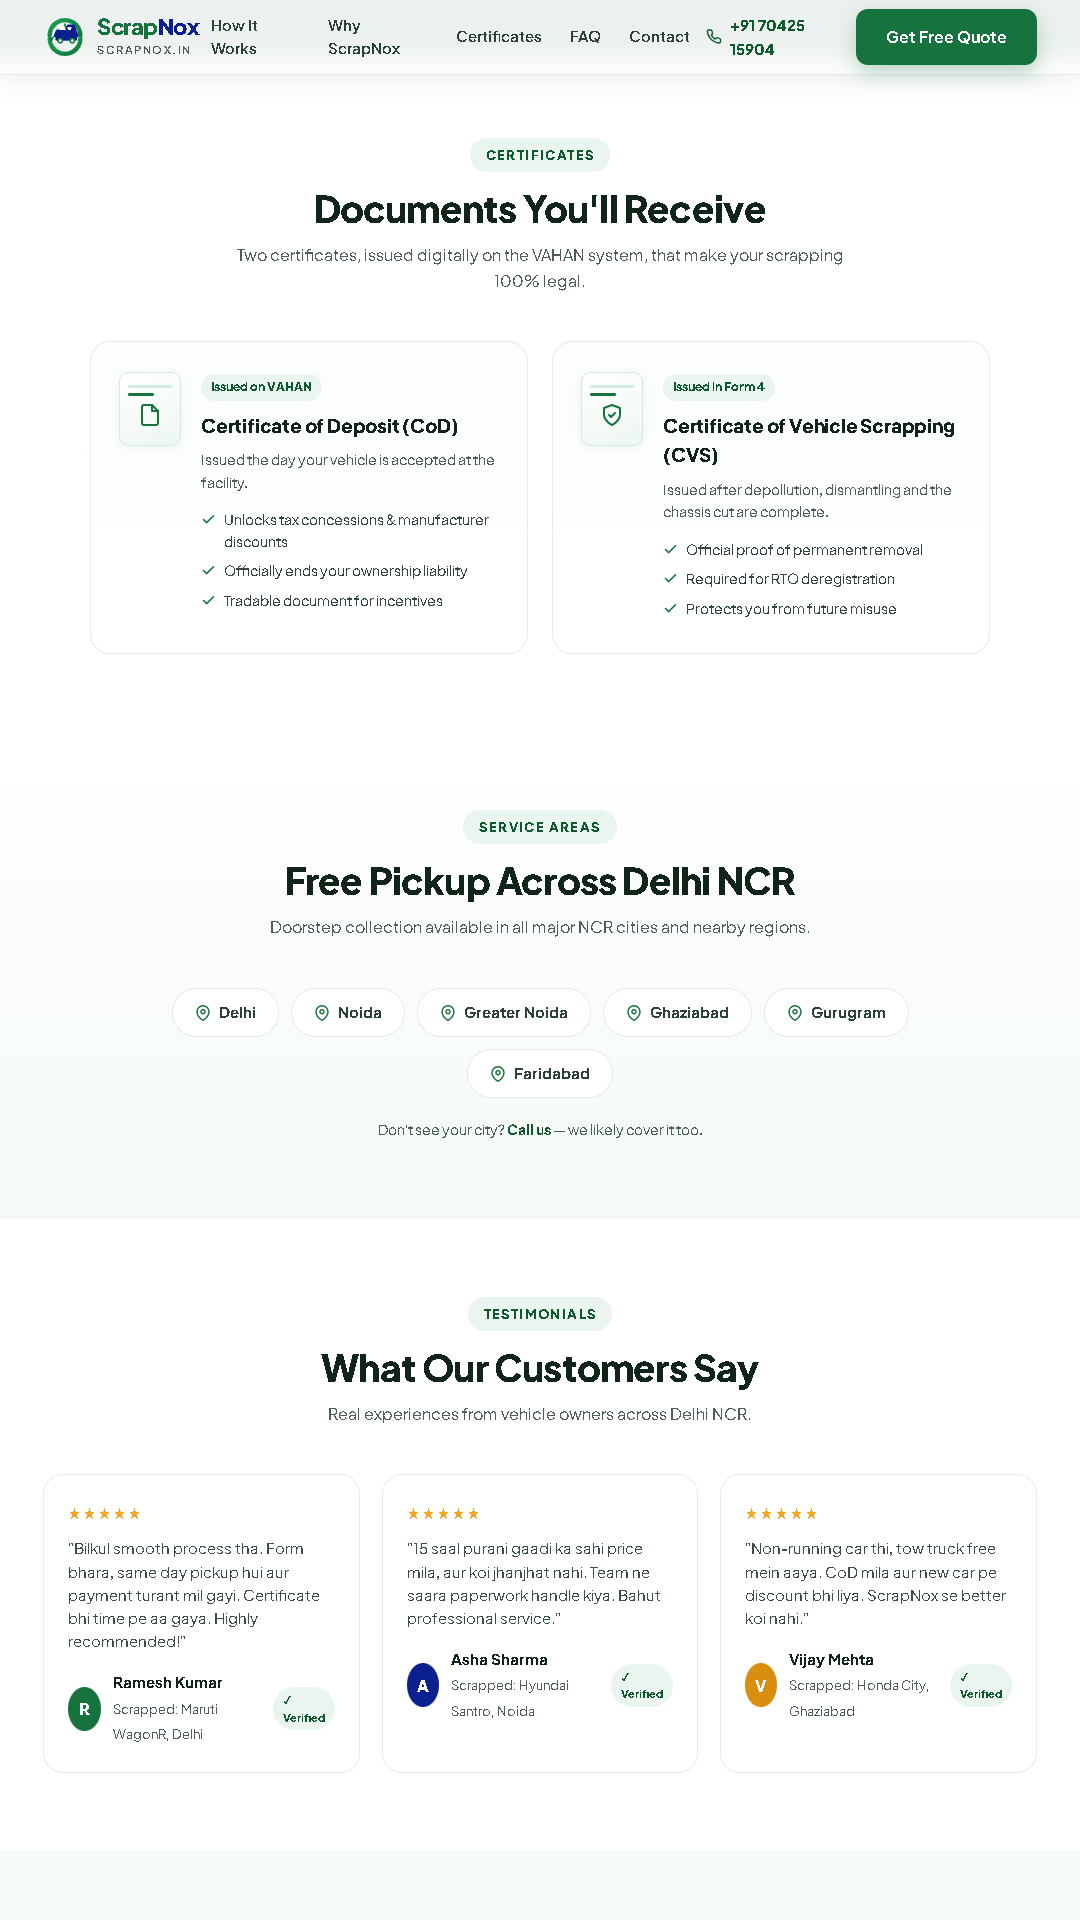 ScrapNox
SCRAPNOX.IN
How It
Works
Why
ScrapNox
Certificates
FAQ
Contact
+91 70425
15904
Get Free Quote
CERTIFICATES
Documents You'll Receive
Two certificates, issued digitally on the VAHAN system, that make your scrapping
100% legal.
Issued on VAHAN
Certificate of Deposit (CoD)
Issued the day your vehicle is accepted at the
facility.
Unlocks tax concessions & manufacturer
discounts
Officially ends your ownership liability
Tradable document for incentives
Issued in Form 4
Certificate of Vehicle Scrapping
(CVS)
Issued after depollution, dismantling and the
chassis cut are complete.
Official proof of permanent removal
Required for RTO deregistration
Protects you from future misuse
SERVICE AREAS
Free Pickup Across Delhi NCR
Doorstep collection available in all major NCR cities and nearby regions.
Delhi
Noida
Greater Noida
Ghaziabad
Gurugram
Faridabad
Don't see your city? Call us — we likely cover it too.
TESTIMONIALS
What Our Customers Say
Real experiences from vehicle owners across Delhi NCR.
★★★★★
"Bilkul smooth process tha. Form
bhara, same day pickup hui aur
payment turant mil gayi. Certificate
bhi time pe aa gaya. Highly
recommended!"
R
Ramesh Kumar
Scrapped: Maruti
WagonR, Delhi
✓
Verified
★★★★★
"15 saal purani gaadi ka sahi price
mila, aur koi jhanjhat nahi. Team ne
saara paperwork handle kiya. Bahut
professional service."
A
Asha Sharma
Scrapped: Hyundai
Santro, Noida
✓
Verified
★★★★★
"Non-running car thi, tow truck free
mein aaya. CoD mila aur new car pe
discount bhi liya. ScrapNox se better
koi nahi."
V
Vijay Mehta
Scrapped: Honda City,
Ghaziabad
✓
Verified